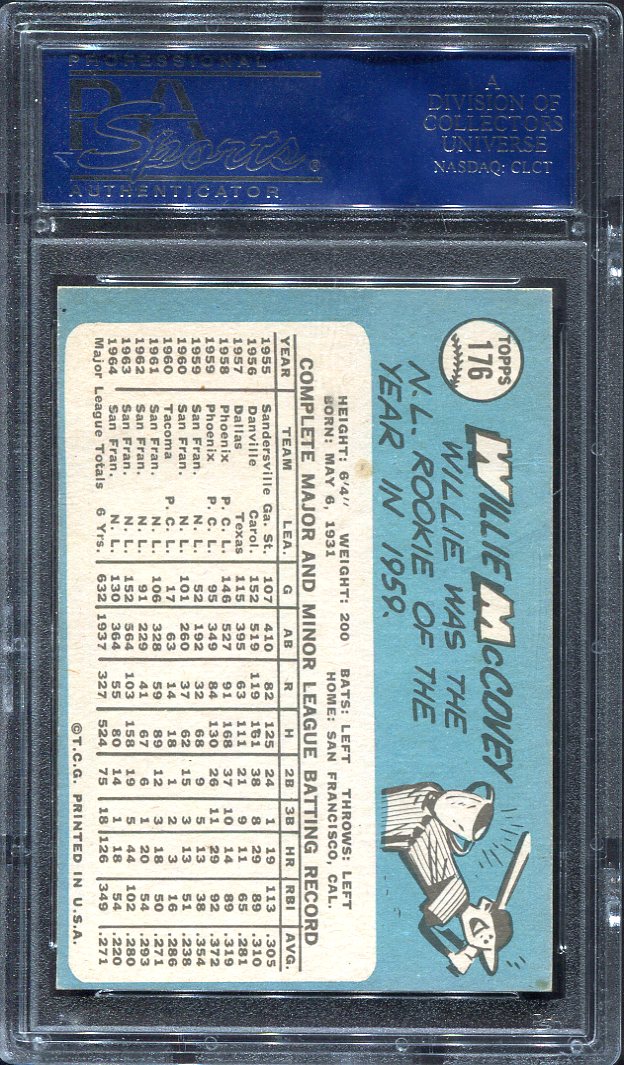 PROFESSIONAL
PSA
Sports®
AUTHENTICATOR
A
DIVISION OF
COLLECTORS
UNIVERSE
NASDAQ: CLCT
TOPPS
176
WILLIE McCOVEY
WILLIE WAS THE
N.L. ROOKIE OF THE
YEAR IN 1959.
HEIGHT: 6'4" WEIGHT: 200 BATS: LEFT THROWS: LEFT
BORN: MAY 6, 1931 HOME: SAN FRANCISCO, CAL.
COMPLETE MAJOR AND MINOR LEAGUE BATTING RECORD
YEAR TEAM LEA. G AB R H 2B 3B HR RBI AVG.
1955 Sandersville Ga. St. 107 410 82 125 24 1 19 113 .305
1956 Danville Carol. 152 519 119 161 38 8 29 89 .310
1957 Dallas Texas 115 395 63 111 21 9 11 65 .281
1958 Phoenix P. C. L. 146 527 91 168 37 10 14 89 .319
1959 Phoenix P. C. L. 95 349 84 130 26 11 29 92 .372
1959 San Fran. N. L. 52 192 32 68 9 5 13 38 .354
1960 San Fran. N. L. 101 260 37 62 15 3 13 51 .238
1960 Tacoma P. C. L. 17 63 14 18 1 2 3 16 .286
1961 San Fran. N. L. 106 328 59 89 12 3 18 50 .271
1962 San Fran. N. L. 91 229 41 67 6 1 20 54 .293
1963 San Fran. N. L. 152 564 103 158 19 5 44 102 .280
1964 San Fran. N. L. 130 364 55 80 14 1 18 54 .220
Major League Totals 6 Yrs. 632 1937 327 524 75 18 126 349 .271
©T.C.G. PRINTED IN U.S.A.